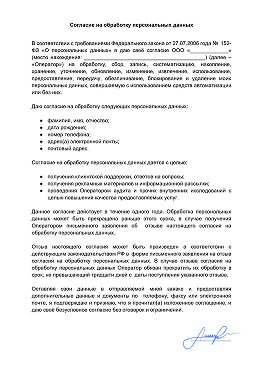 Согласие на обработку персональных данных
В соответствии с требованиями Федерального закона от 27.07.2006 года № 152-
ФЗ «О персональных данных» я даю своё согласие ООО «____________»
(место нахождения: ________________________________________) (далее –
«Оператор») на обработку, сбор, запись, систематизацию, накопление,
хранение, уточнение, обновление, изменение, извлечение, использование,
предоставление, передачу, обезличивание, блокирование и удаление моих
персональных данных, совершаемую с использованием средств автоматизации
или без них.
Даю согласие на обработку следующих персональных данных:
● фамилия, имя, отчество;
● дата рождения;
● номер телефона;
● адрес(а) электронной почты;
● почтовый адрес.
Согласие на обработку персональных данных дается с целью:
● получения клиентской поддержки, ответов на вопросы;
● получения рекламных материалов и информационной рассылки;
● проведения Оператором аудита и прочих внутренних исследований с
целью повышения качества предоставляемых услуг.
Данное согласие действует в течение одного года. Обработка персональных
данных может быть прекращена раньше этого срока, в случае получения
Оператором письменного заявления об отзыве настоящего согласия на
обработку персональных данных.
Отзыв настоящего согласия может быть произведен в соответствии с
действующим законодательством РФ в форме письменного заявления на отзыв
согласия на обработку персональных данных. В случае отзыва согласия на
обработку персональных данных Оператор обязан прекратить их обработку в
срок, не превышающий тридцати дней с даты поступления указанного отзыва.
Оставляя свои данные в отправляемой мной заявке и предоставляя
дополнительные данные и документы по телефону, факсу или электронной
почте, я подтверждаю и признаю, что я прочитал(а) изложенное соглашение, и
даю своё безусловное согласие без оговорок и ограничений.